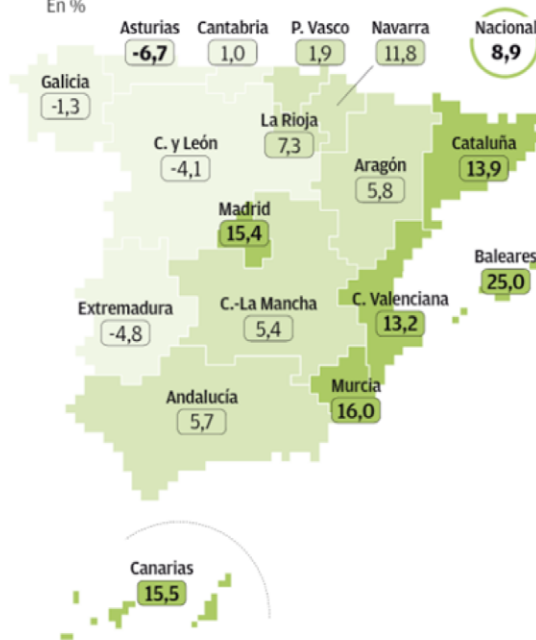 En %
Asturias
-6,7
Cantabria
1,0
P. Vasco
1,9
Navarra
11,8
Nacional
8,9
Galicia
-1,3
C. y León
-4,1
La Rioja
7,3
Aragón
5,8
Cataluña
13,9
Madrid
15,4
Baleares
25,0
Extremadura
-4,8
C.-La Mancha
5,4
C. Valenciana
13,2
Andalucía
5,7
Murcia
16,0
Canarias
15,5